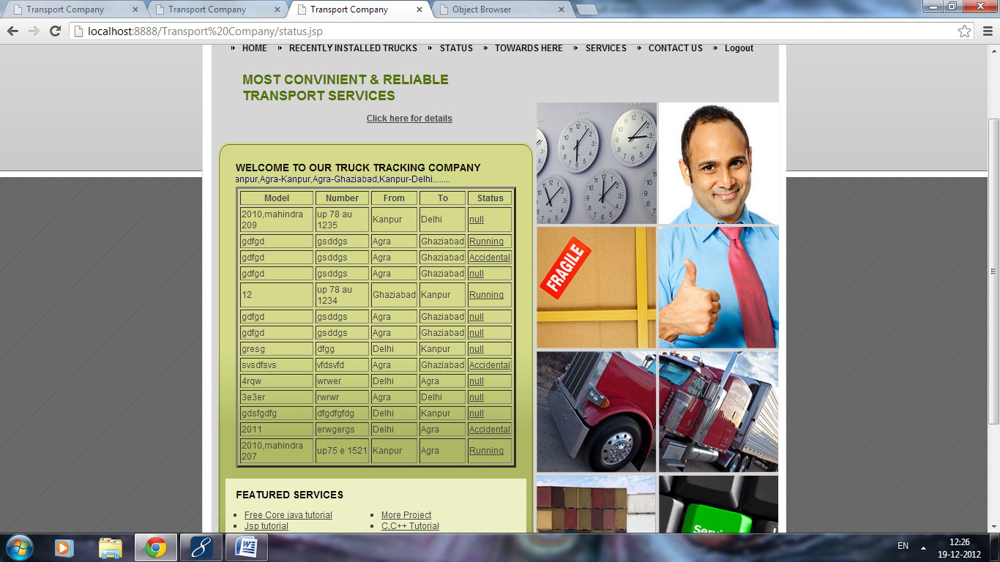 Transport Company
Transport Company
Transport Company
Object Browser
localhost:8888/Transport%20Company/status.jsp
HOME RECENTLY INSTALLED TRUCKS STATUS TOWARDS HERE SERVICES CONTACT US Logout
MOST CONVINIENT & RELIABLE
TRANSPORT SERVICES
Click here for details
WELCOME TO OUR TRUCK TRACKING COMPANY
anpur,Agra-Kanpur,Agra-Ghaziabad,Kanpur-Delhi........
Model Number From To Status
2010,mahindra 209 up 78 au 1235 Kanpur Delhi null
gdfgd gsddgs Agra Ghaziabad Running
gdfgd gsddgs Agra Ghaziabad Accidental
gdfgd gsddgs Agra Ghaziabad null
12 up 78 au 1234 Ghaziabad Kanpur Running
gdfgd gsddgs Agra Ghaziabad null
gdfgd gsddgs Agra Ghaziabad null
gresg dfgg Delhi Kanpur null
svsdfsvs vfdsvfd Agra Ghaziabad Accidental
4rqw wrwer Delhi Agra null
3e3er rwrwr Agra Delhi null
gdsfgdfg dfgdfgfdg Delhi Kanpur null
2011 erwgergs Delhi Agra Accidental
2010,mahindra 207 up75 e 1521 Kanpur Agra Running
FEATURED SERVICES
Free Core java tutorial More Project
Jsp tutorial C,C++ Tutorial
FRAGILE
EN
12:26
19-12-2012